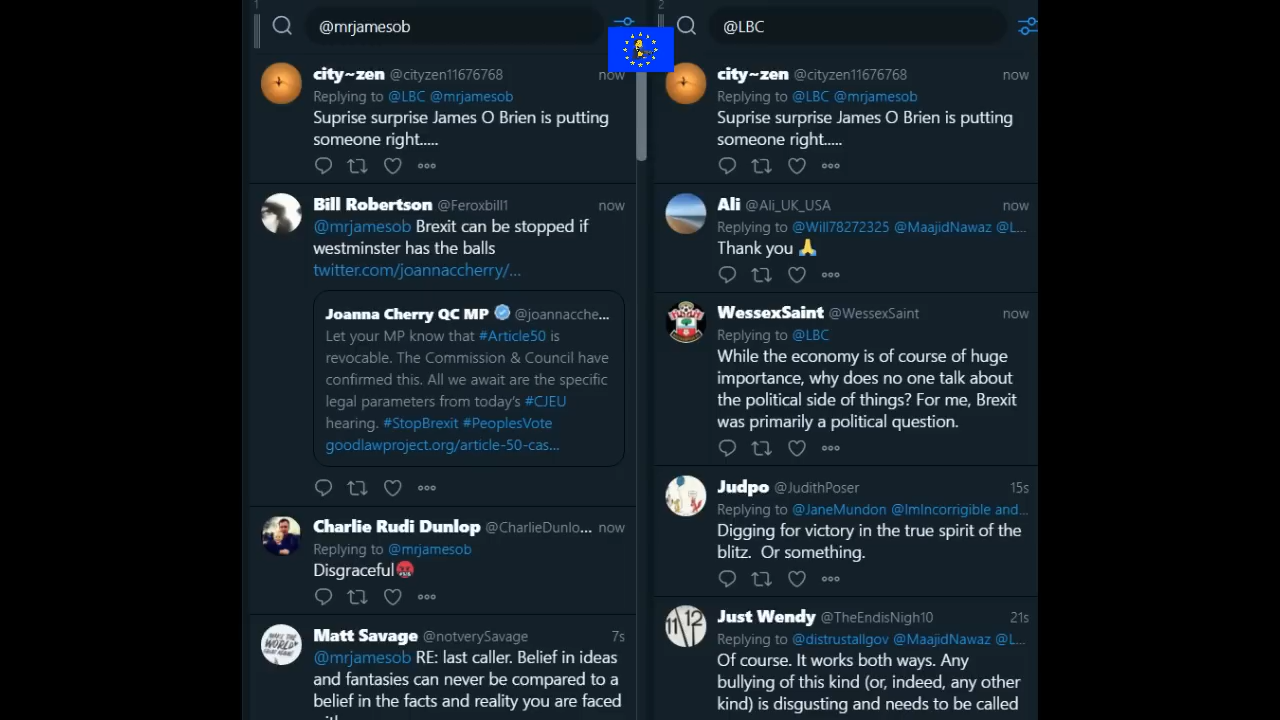 1
@mrjamesob
city~zen @cityzen11676768 now
Replying to @LBC @mrjamesob
Suprise surprise James O Brien is putting
someone right.....
Bill Robertson @Feroxbill1 now
@mrjamesob Brexit can be stopped if
westminster has the balls
twitter.com/joannaccherry/...
Joanna Cherry QC MP @joannacche...
Let your MP know that #Article50 is
revocable. The Commission & Council have
confirmed this. All we await are the specific
legal parameters from today's #CJEU
hearing. #StopBrexit #PeoplesVote
goodlawproject.org/article-50-cas...
Charlie Rudi Dunlop @CharlieDunlo... now
Replying to @mrjamesob
Disgraceful😡
Matt Savage @notverySavage 7s
@mrjamesob RE: last caller. Belief in ideas
and fantasies can never be compared to a
belief in the facts and reality you are faced
2
@LBC
city~zen @cityzen11676768 now
Replying to @LBC @mrjamesob
Suprise surprise James O Brien is putting
someone right.....
Ali @Ali_UK_USA now
Replying to @Will78272325 @MaajidNawaz @L...
Thank you 🙏
WessexSaint @WessexSaint now
Replying to @LBC
While the economy is of course of huge
importance, why does no one talk about
the political side of things? For me, Brexit
was primarily a political question.
Judpo @JudithPoser 15s
Replying to @JaneMundon @ImIncorrigible and...
Digging for victory in the true spirit of the
blitz.  Or something.
Just Wendy @TheEndisNigh10 21s
Replying to @distrustallgov @MaajidNawaz @L...
Of course. It works both ways. Any
bullying of this kind (or, indeed, any other
kind) is disgusting and needs to be called